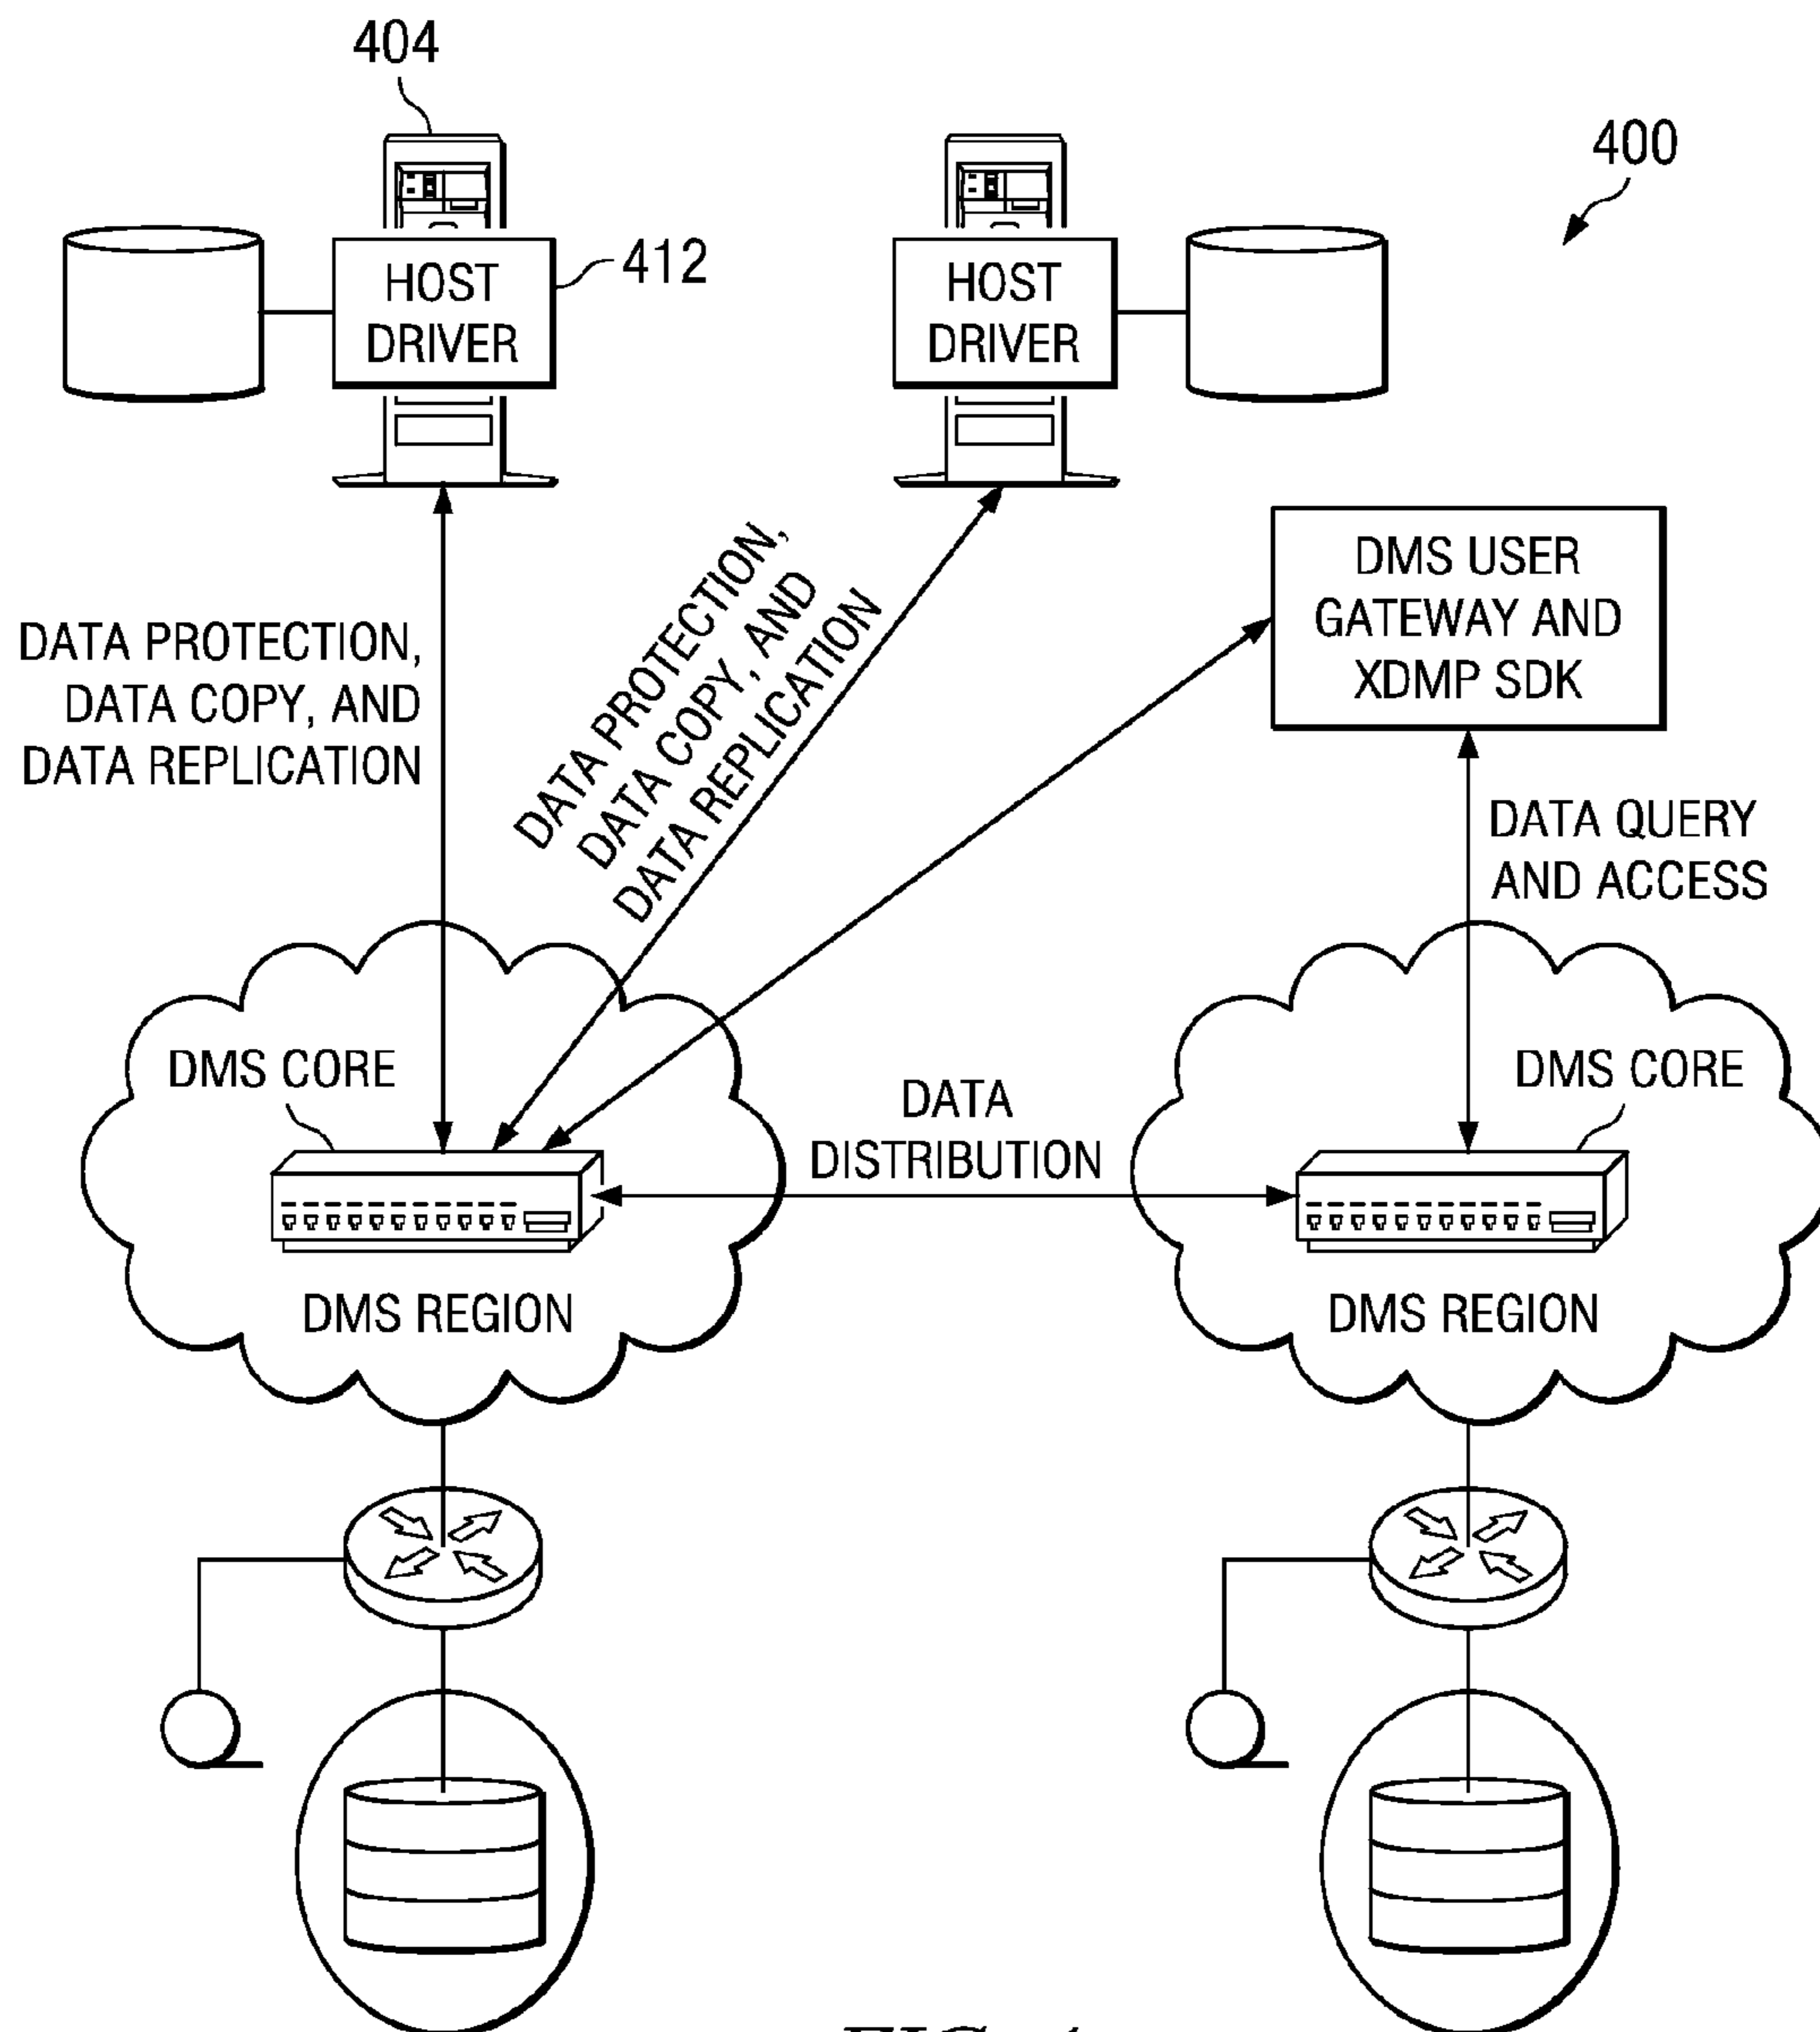 404
400
HOST
DRIVER
412
HOST
DRIVER
DMS USER
GATEWAY AND
XDMP SDK
DATA PROTECTION,
DATA COPY, AND
DATA REPLICATION
DATA PROTECTION,
DATA COPY, AND
DATA REPLICATION
DATA QUERY
AND ACCESS
DMS CORE
DATA
DISTRIBUTION
DMS CORE
DMS REGION
DMS REGION